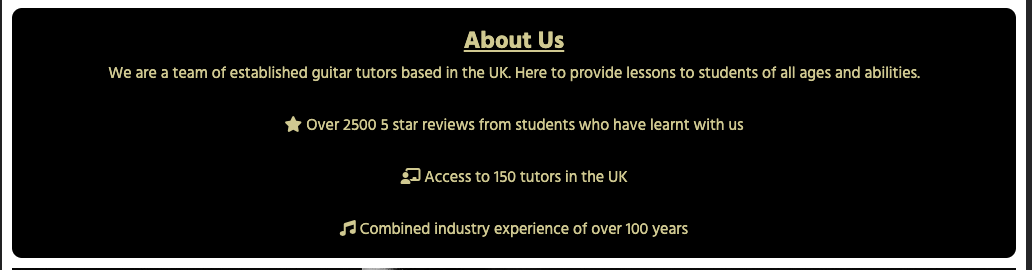 About Us
We are a team of established guitar tutors based in the UK. Here to provide lessons to students of all ages and abilities.
Over 2500 5 star reviews from students who have learnt with us
Access to 150 tutors in the UK
Combined industry experience of over 100 years